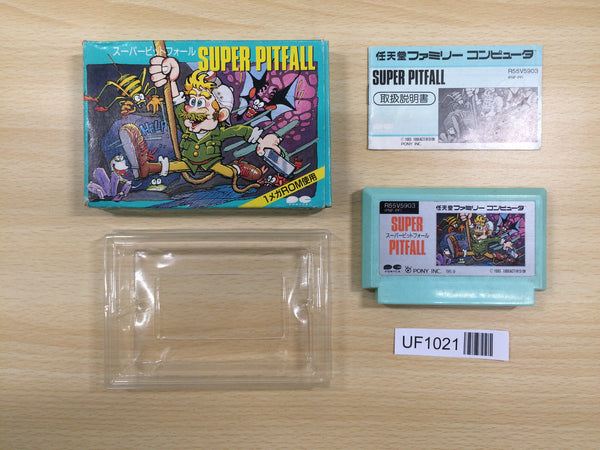 スーパーピットフォール
SUPER PITFALL
1メガROM使用
任天堂ファミリー コンピュータ
SUPER PITFALL
R55V5903
取扱説明書
PONY INC.
R55V5903
任天堂ファミリー コンピュータ
SUPER
スーパーピットフォール
PITFALL
PONY INC.
UF1021